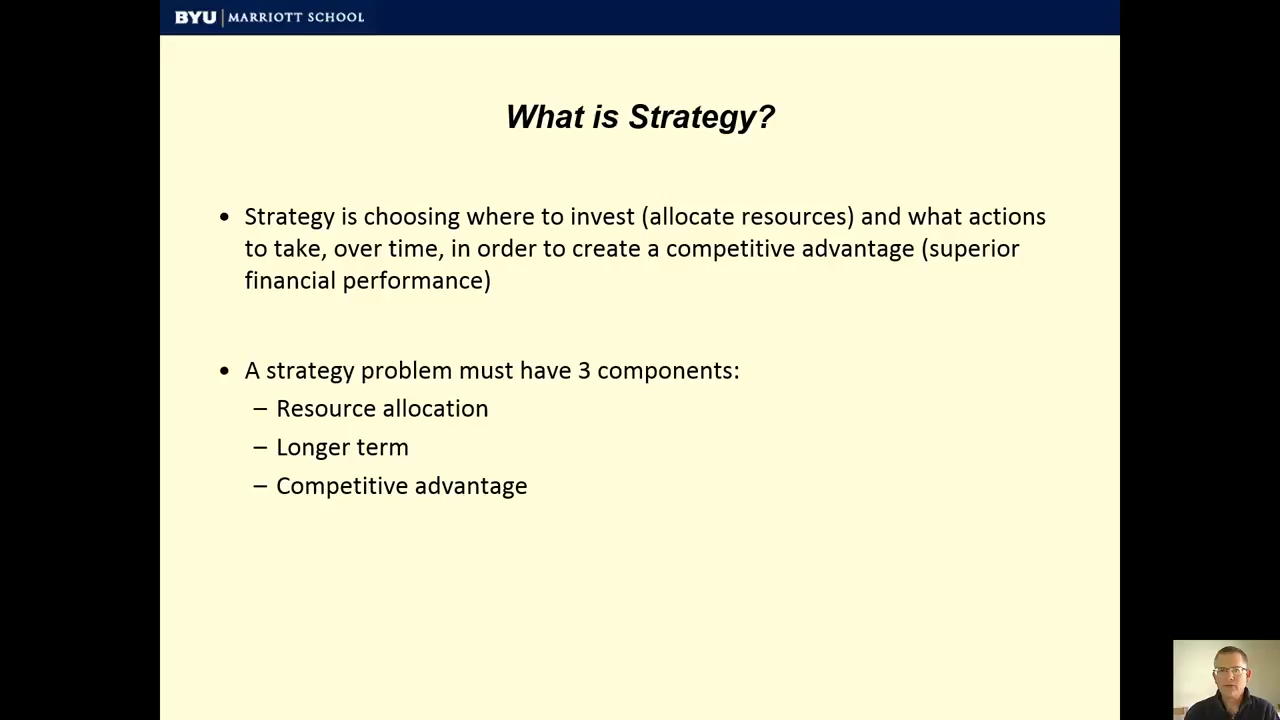 BYU | MARRIOTT SCHOOL
What is Strategy?
• Strategy is choosing where to invest (allocate resources) and what actions
to take, over time, in order to create a competitive advantage (superior
financial performance)
• A strategy problem must have 3 components:
– Resource allocation
– Longer term
– Competitive advantage